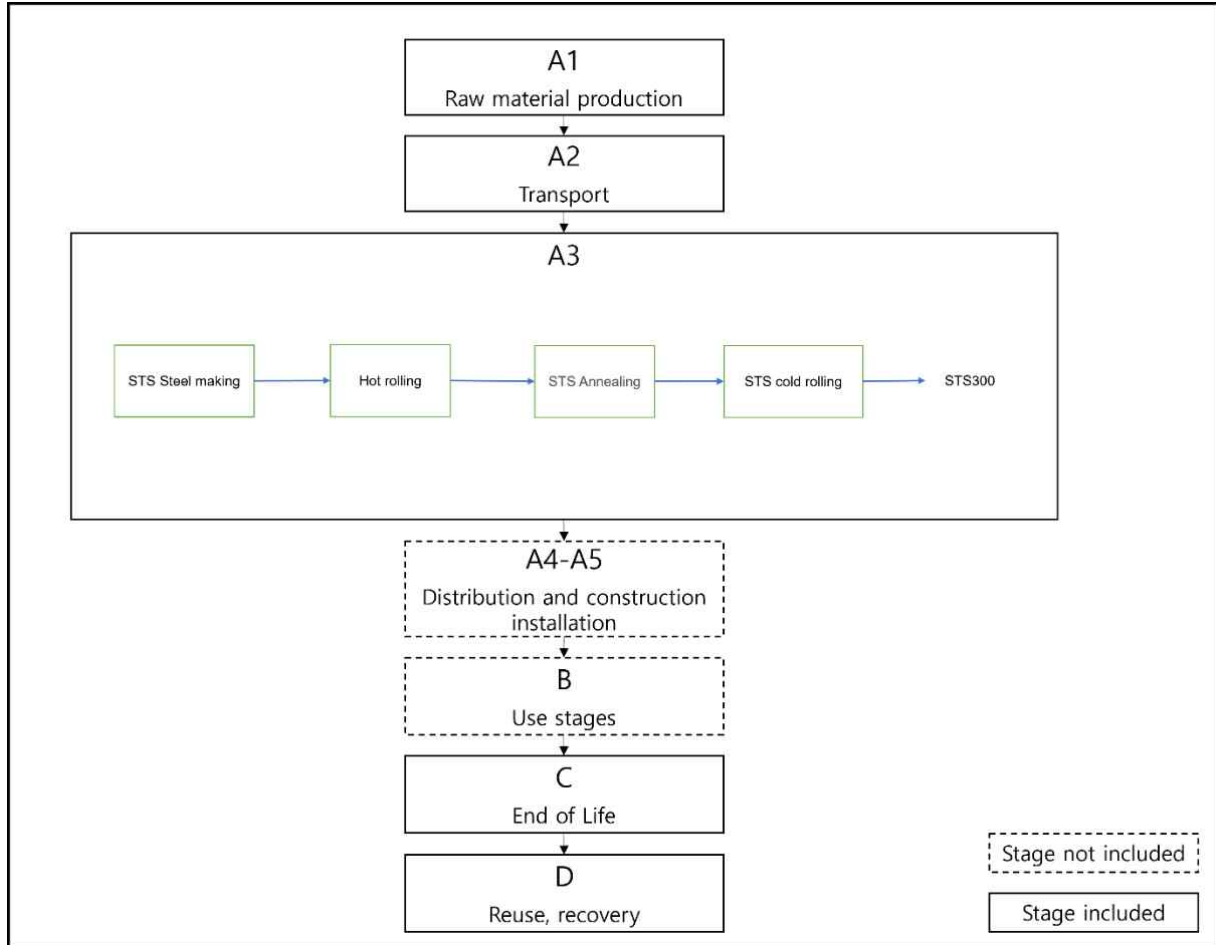 A1
Raw material production
A2
Transport
A3
STS Steel making
Hot rolling
STS Annealing
STS cold rolling
STS300
A4-A5
Distribution and construction
installation
B
Use stages
C
End of Life
D
Reuse, recovery
Stage not included
Stage included